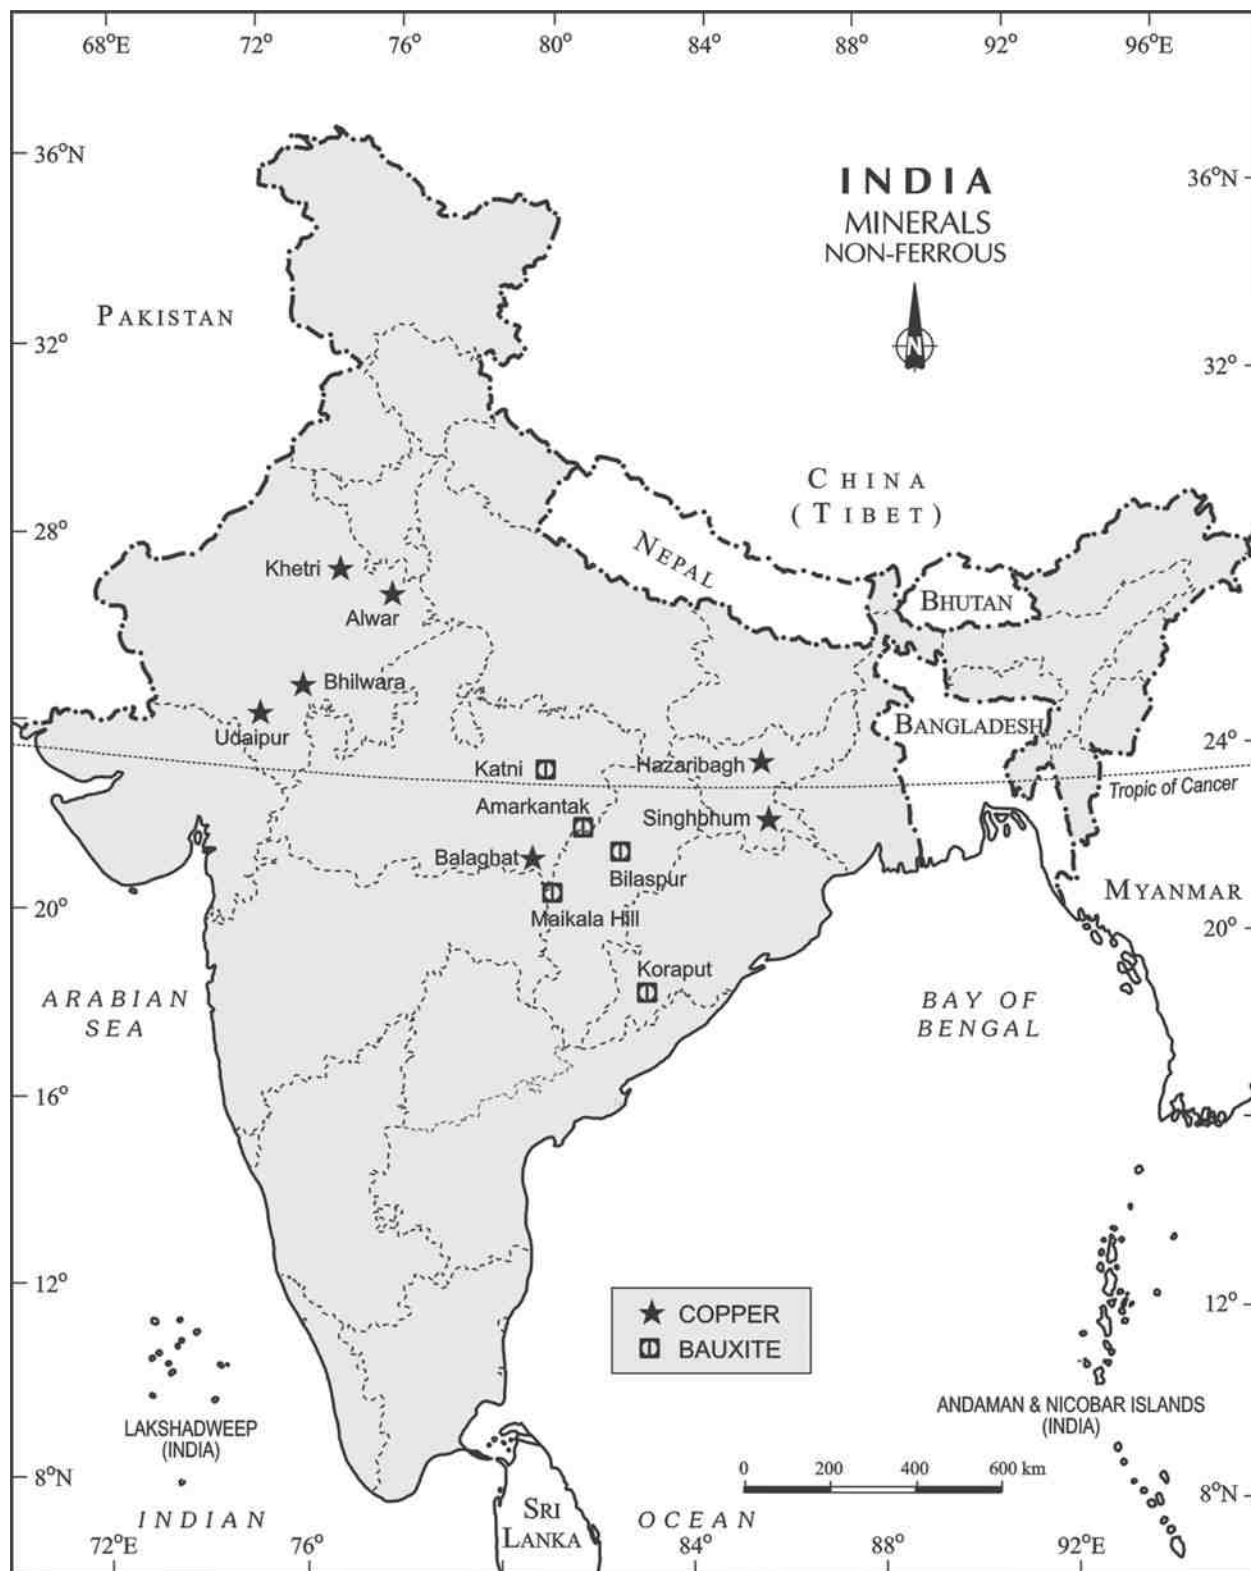 68°E 72° 76° 80° 84° 88° 92° 96°E
36°N
INDIA
36°N
MINERALS
NON-FERROUS
PAKISTAN
N
32°
32°
CHINA
(TIBET)
28°
NEPAL
Khetri
BHUTAN
Alwar
Bhilwara
BANGLADESH
Udaipur
24°
Katni
Hazaribagh
Tropic of Cancer
Amarkantak
Singhbhum
Balaghat
Bilaspur
MYANMAR
20°
Maikala Hill
20°
Koraput
ARABIAN
SEA
BAY OF
BENGAL
16°
12°
12°
COPPER
BAUXITE
LAKSHADWEEP
(INDIA)
ANDAMAN & NICOBAR ISLANDS
(INDIA)
0 200 400 600 km
8°N
8°N
INDIAN
OCEAN
SRI
LANKA
72°E 76° 84° 88° 92°E